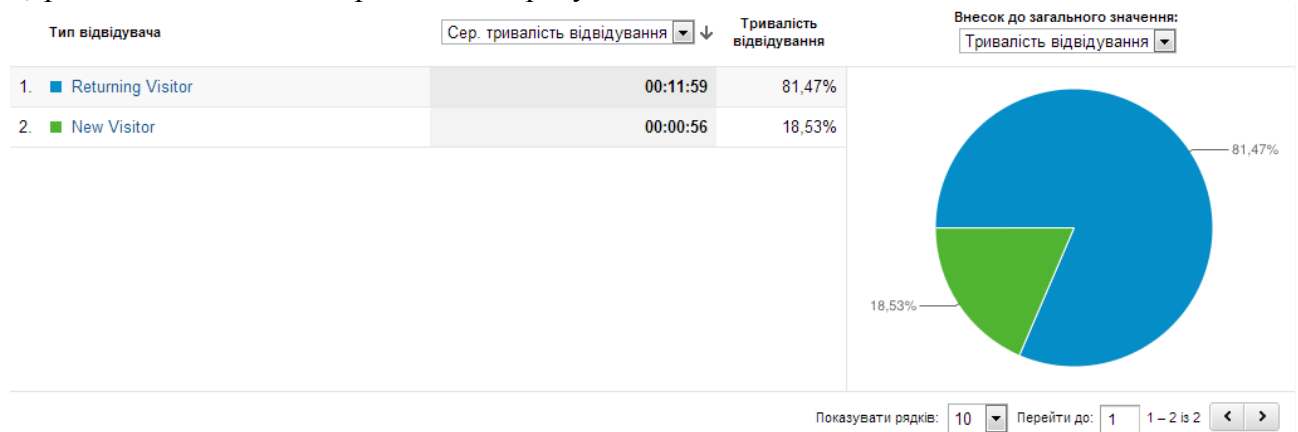 Тип відвідувача
Сер. тривалість відвідування
Тривалість
відвідування
Внесок до загального значення:
Тривалість відвідування
1. Returning Visitor 00:11:59 81,47%
2. New Visitor 00:00:56 18,53%
81,47%
18,53%
Показувати рядків: 10 Перейти до: 1 1 – 2 із 2